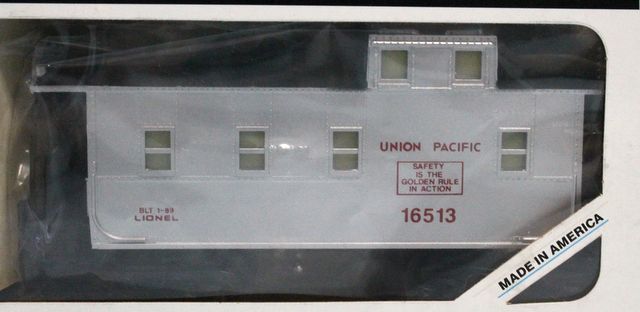 UNION PACIFIC
SAFETY
IS THE
GOLDEN RULE
IN ACTION
16513
BLT 1-89
LIONEL
MADE IN AMERICA